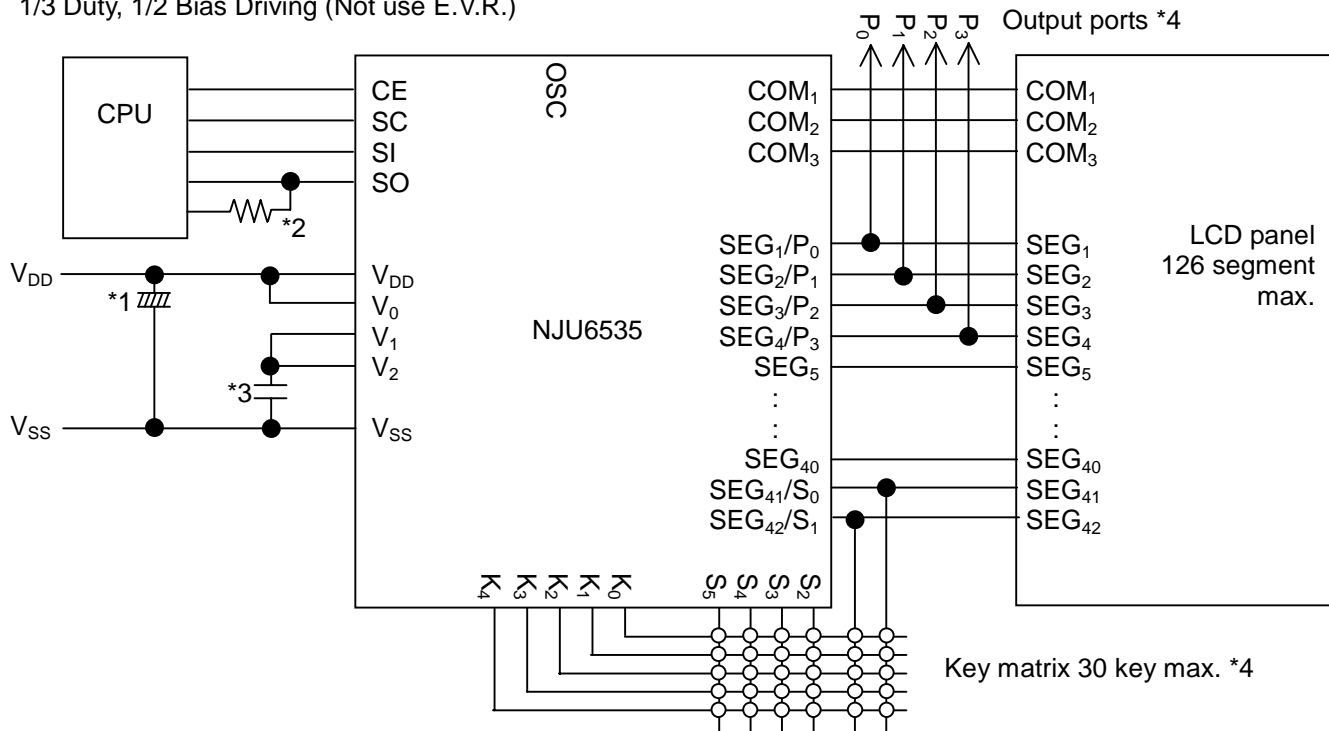 1/3 Duty, 1/2 Bias Driving (Not use E.V.R.)
P0
P1
P2
P3
Output ports *4
CPU
OSC
CE
SC
SI
SO
*2
COM1
COM2
COM3
COM1
COM2
COM3
VDD
*1
VDD
V0
V1
V2
*3
VSS
VSS
NJU6535
SEG1/P0
SEG2/P1
SEG3/P2
SEG4/P3
SEG5
:
:
SEG40
SEG41/S0
SEG42/S1
SEG1
SEG2
SEG3
SEG4
SEG5
:
:
SEG40
SEG41
SEG42
LCD panel
126 segment
max.
K4
K3
K2
K1
K0
S5
S4
S3
S2
Key matrix 30 key max. *4